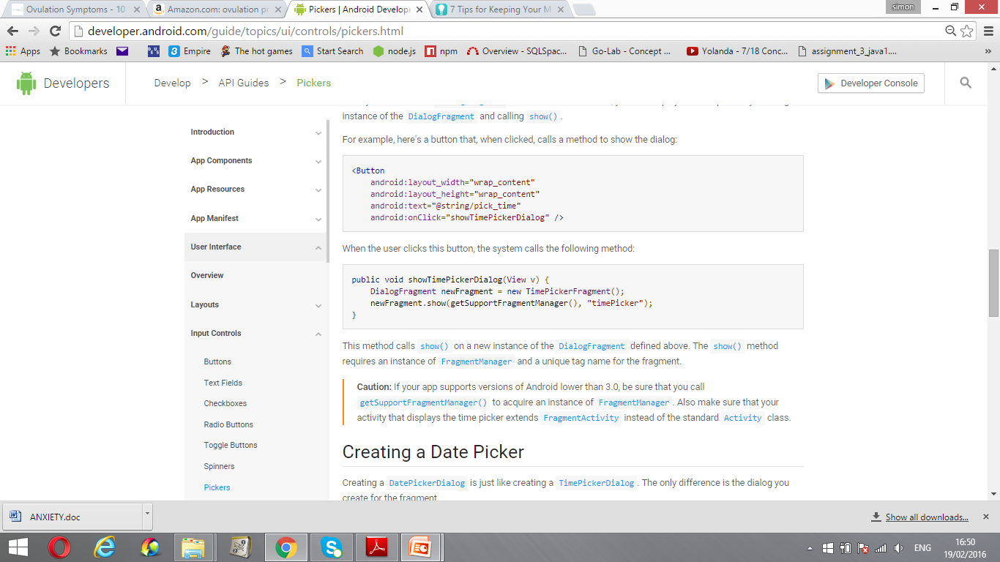 Ovulation Symptoms - 10
Amazon.com: ovulation pr
Pickers | Android Develope
7 Tips for Keeping Your M
simon
developer.android.com/guide/topics/ui/controls/pickers.html
Apps
Bookmarks
Empire
The hot games
Start Search
node.js
npm
Overview - SQLSpac...
Go-Lab - Concept ...
Yolanda - 7/18 Conc...
assignment_3_java1....
»
Developers
Develop > API Guides > Pickers
Developer Console
Introduction
App Components
App Resources
App Manifest
User Interface
Overview
Layouts
Input Controls
Buttons
Text Fields
Checkboxes
Radio Buttons
Toggle Buttons
Spinners
Pickers
instance of the DialogFragment and calling show().
For example, here's a button that, when clicked, calls a method to show the dialog:
<Button
android:layout_width="wrap_content"
android:layout_height="wrap_content"
android:text="@string/pick_time"
android:onClick="showTimePickerDialog" />
When the user clicks this button, the system calls the following method:
public void showTimePickerDialog(View v) {
DialogFragment newFragment = new TimePickerFragment();
newFragment.show(getSupportFragmentManager(), "timePicker");
}
This method calls show() on a new instance of the DialogFragment defined above. The show() method
requires an instance of FragmentManager and a unique tag name for the fragment.
Caution: If your app supports versions of Android lower than 3.0, be sure that you call
getSupportFragmentManager() to acquire an instance of FragmentManager. Also make sure that your
activity that displays the time picker extends FragmentActivity instead of the standard Activity class.
Creating a Date Picker
Creating a DatePickerDialog is just like creating a TimePickerDialog. The only difference is the dialog you
create for the fragment.
ANXIETY.doc
Show all downloads...
ENG
16:50
19/02/2016